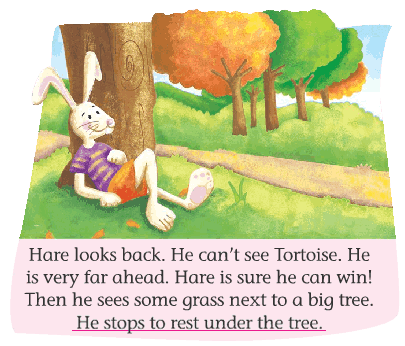 Hare looks back. He can't see Tortoise. He
is very far ahead. Hare is sure he can win!
Then he sees some grass next to a big tree.
He stops to rest under the tree.